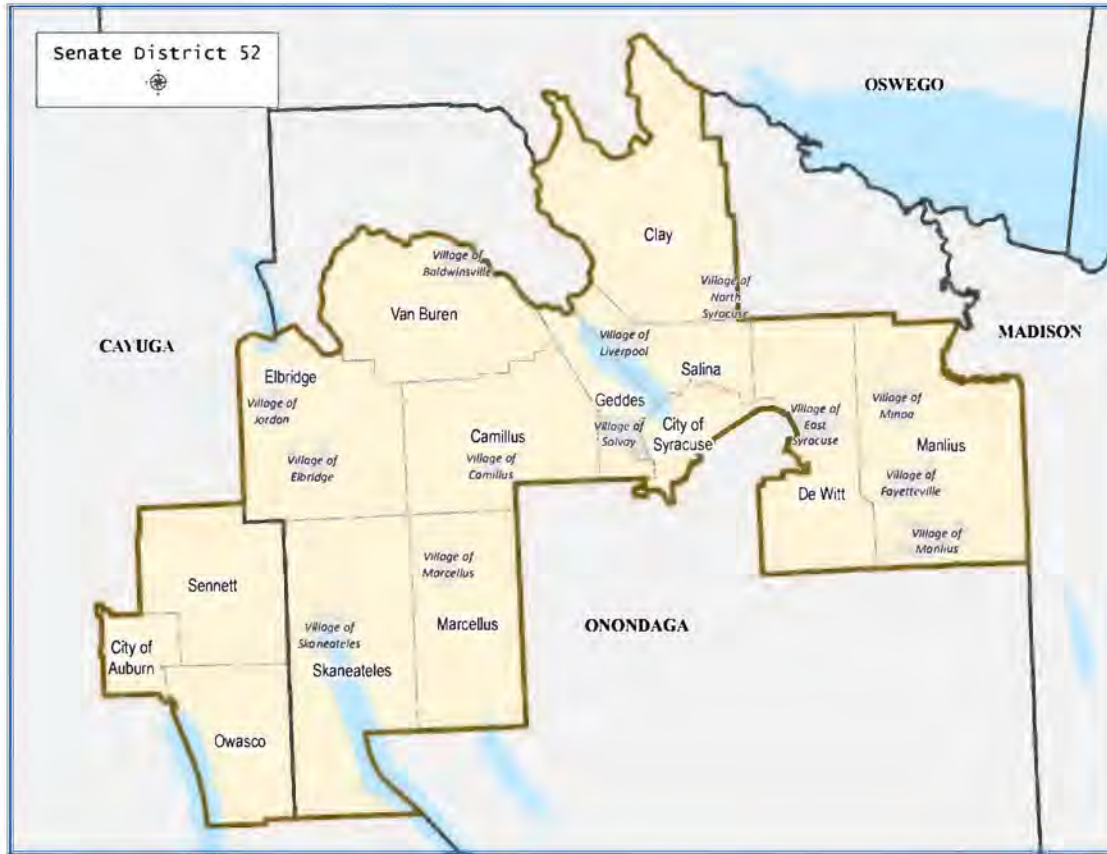 Senate District 52
OSWEGO
Clay
Village of
Baldwinsville
Village of
North
Syracuse
Van Buren
CAYUGA
MADISON
Village of
Liverpool
Salina
Elbridge
Village of
Jordan
Geddes
Village of
Minoa
Village of
East
Syracuse
City of
Syracuse
Village of
Solvay
Camillus
Manlius
Village of
Camillus
Village of
Elbridge
Village of
Fayetteville
De Witt
Village of
Manlius
Village of
Marcellus
Sennett
Village of
Skaneateles
Marcellus
ONONDAGA
City of
Auburn
Skaneateles
Owasco